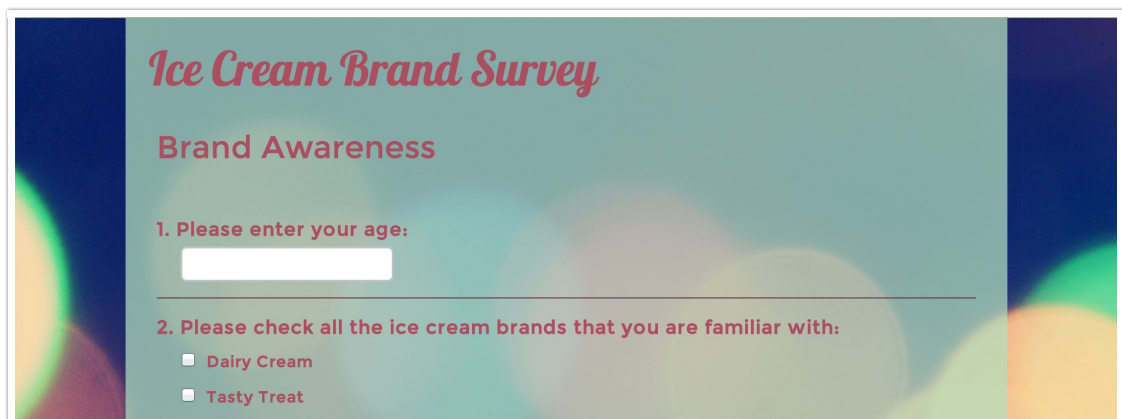 Ice Cream Brand Survey
Brand Awareness
1. Please enter your age:
2. Please check all the ice cream brands that you are familiar with:
Dairy Cream
Tasty Treat